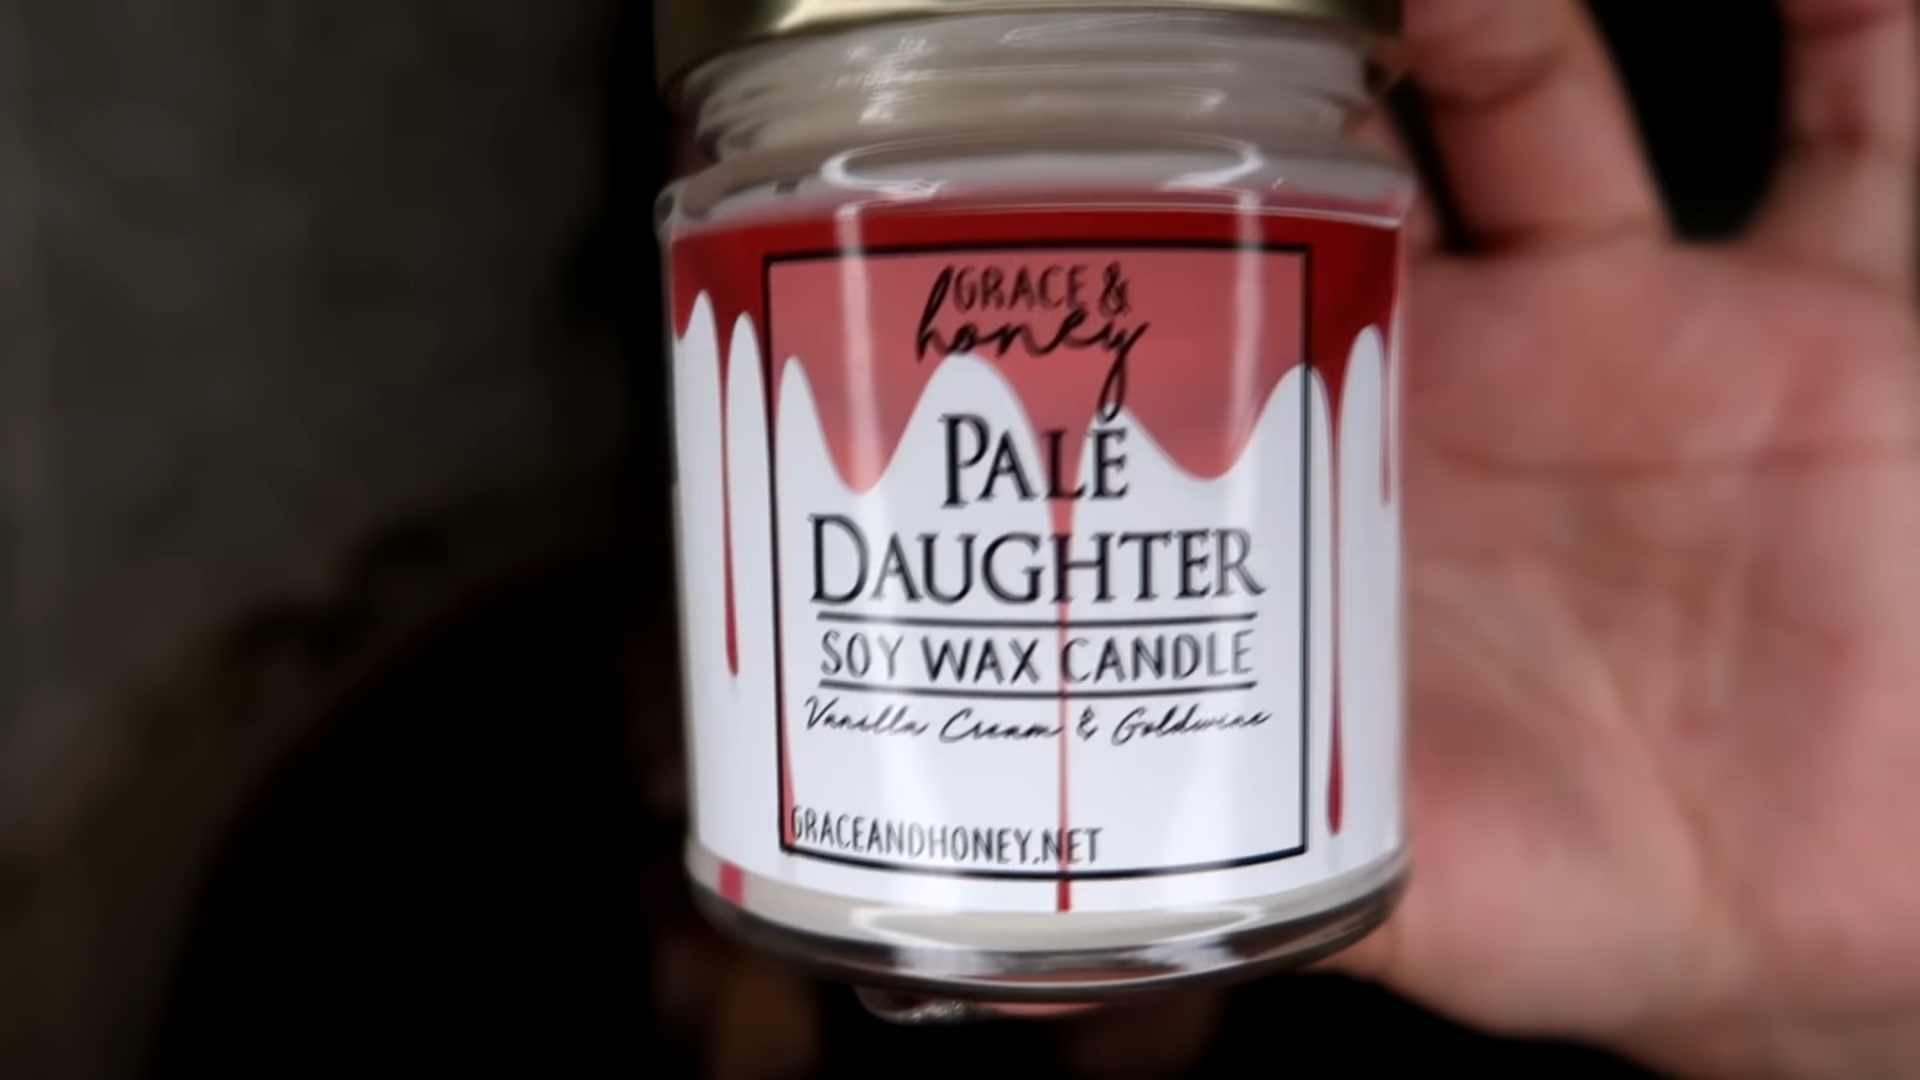 GRACE &
honey
PALE
DAUGHTER
SOY WAX CANDLE
Vanilla Cream & Goldwine
GRACEANDHONEY.NET